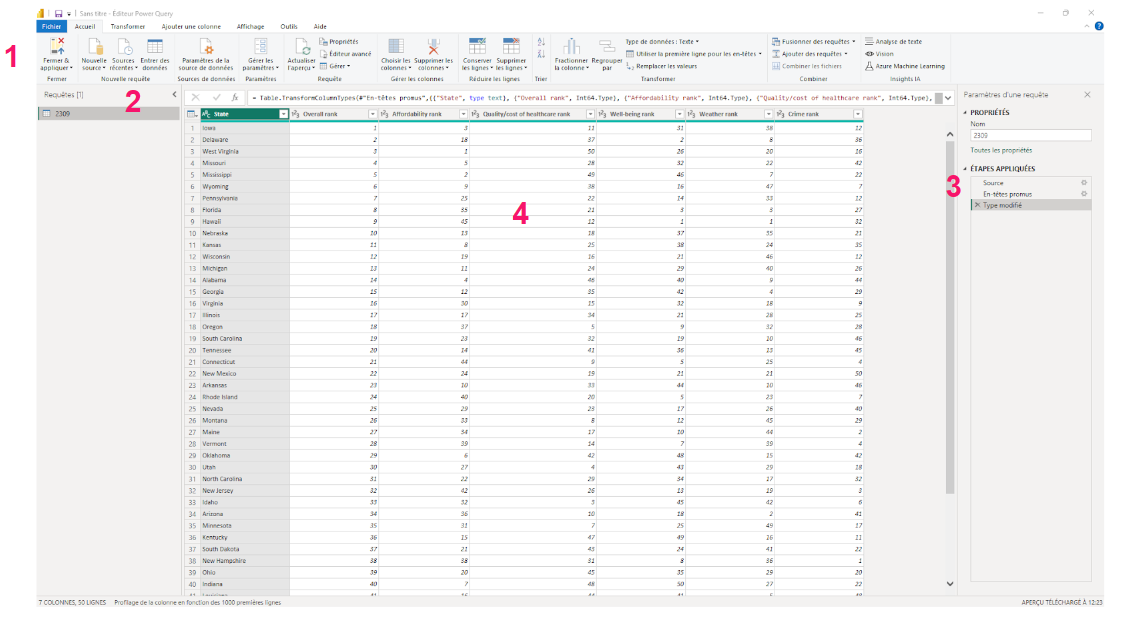 Sans titre - Éditeur Power Query
Fichier Accueil Transformer Ajouter une colonne Affichage Outils Aide
1
Fermer & appliquer Nouvelle source Sources récentes Entrer des données Paramètres de la source de données Gérer les paramètres Actualiser l'aperçu Propriétés Éditeur avancé Gérer Choisir les colonnes Supprimer les colonnes Conserver les lignes Supprimer les lignes Fractionner la colonne Regrouper par Type de données : Texte Utiliser la première ligne pour les en-têtes Remplacer les valeurs Fusionner des requêtes Ajouter des requêtes Combiner les fichiers Analyse de texte Vision Azure Machine Learning
Fermer Nouvelle requête Sources de données Paramètres Requête Gérer les colonnes Réduire les lignes Trier Transformer Combiner Insights IA
Requêtes [1]
2
2309
= Table.TransformColumnTypes(#"En-têtes promus",{{"State", type text}, {"Overall rank", Int64.Type}, {"Affordability rank", Int64.Type}, {"Quality/cost of healthcare rank", Int64.Type},
State Overall rank Affordability rank Quality/cost of healthcare rank Well-being rank Weather rank Crime rank
1 Iowa 1 3 11 31 38 12
2 Delaware 2 18 37 2 8 36
3 West Virginia 3 1 50 26 20 16
4 Missouri 4 5 28 32 22 42
5 Mississippi 5 2 49 46 7 22
6 Wyoming 6 9 38 16 47 7
7 Pennsylvania 7 25 22 14 33 12
8 Florida 8 35 21 3 3 27
9 Hawaii 9 45 12 1 1 32
10 Nebraska 10 13 18 37 35 21
11 Kansas 11 8 25 38 24 35
12 Wisconsin 12 19 16 21 46 12
13 Michigan 13 11 24 29 40 26
14 Alabama 14 4 46 40 9 44
15 Georgia 15 12 35 42 4 29
16 Virginia 16 30 15 32 18 9
17 Illinois 17 17 34 21 28 25
18 Oregon 18 37 5 9 32 28
19 South Carolina 19 23 32 19 10 46
20 Tennessee 20 14 41 36 13 45
21 Connecticut 21 44 9 5 25 4
22 New Mexico 22 24 19 21 21 50
23 Arkansas 23 10 33 44 10 46
24 Rhode Island 24 40 20 5 23 7
25 Nevada 25 29 23 17 26 40
26 Montana 26 33 8 12 45 29
27 Maine 27 34 17 10 44 2
28 Vermont 28 39 14 7 39 4
29 Oklahoma 29 6 42 48 15 42
30 Utah 30 27 4 43 29 18
31 North Carolina 31 22 29 34 17 32
32 New Jersey 32 42 26 13 19 3
33 Idaho 33 32 3 45 42 6
34 Arizona 34 36 10 18 2 41
35 Minnesota 35 31 7 25 49 17
36 Kentucky 36 15 47 49 16 11
37 South Dakota 37 21 43 24 41 22
38 New Hampshire 38 38 31 8 36 1
39 Ohio 39 20 45 35 29 20
40 Indiana 40 7 48 50 27 22
4
Paramètres d'une requête
PROPRIÉTÉS
Nom
2309
Toutes les propriétés
ÉTAPES APPLIQUÉES
3
Source
En-têtes promus
Type modifié
7 COLONNES, 50 LIGNES Profilage de la colonne en fonction des 1000 premières lignes
APERÇU TÉLÉCHARGÉ À 12:23